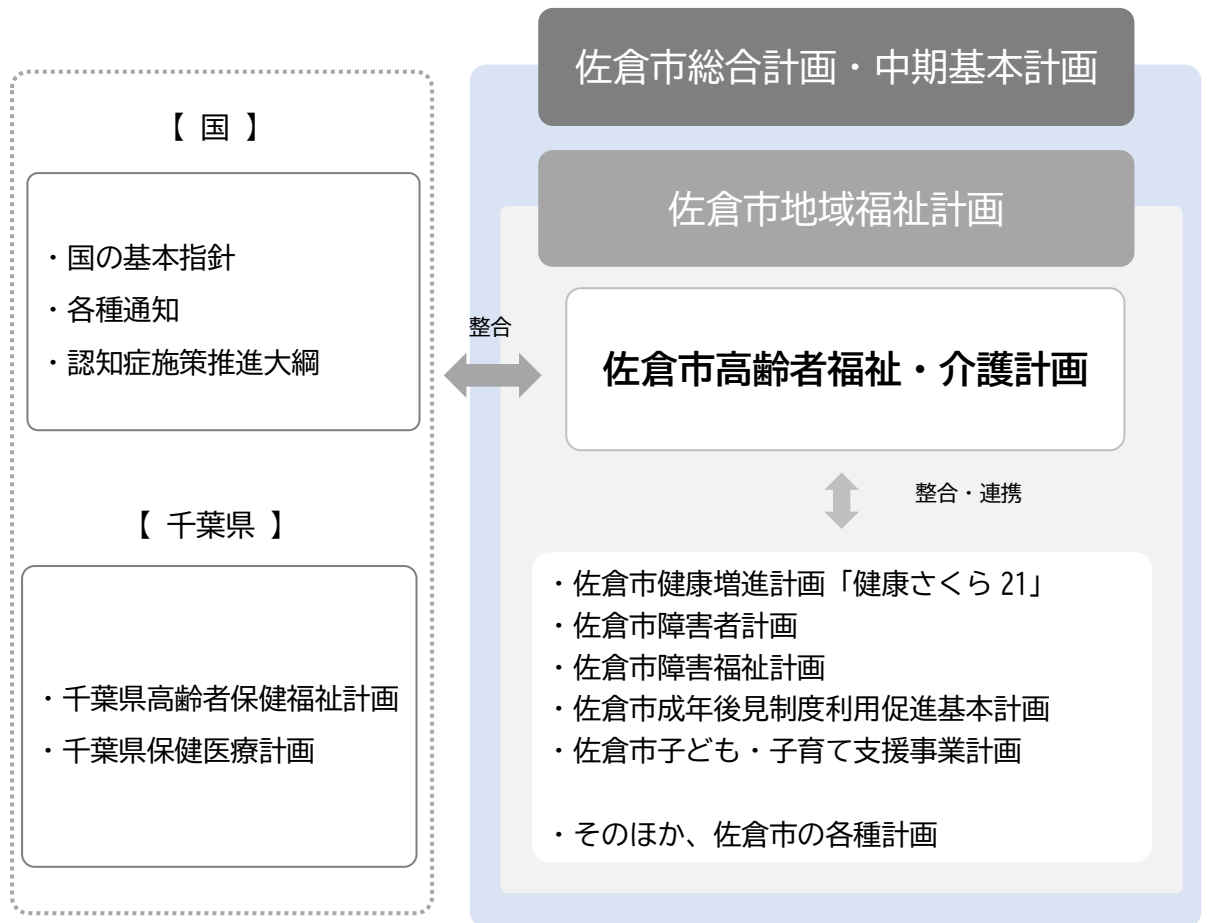 【 国 】
・国の基本指針
・各種通知
・認知症施策推進大綱
【 千葉県 】
・千葉県高齢者保健福祉計画
・千葉県保健医療計画
整合
佐倉市総合計画・中期基本計画
佐倉市地域福祉計画
佐倉市高齢者福祉・介護計画
整合・連携
・佐倉市健康増進計画「健康さくら 21」
・佐倉市障害者計画
・佐倉市障害福祉計画
・佐倉市成年後見制度利用促進基本計画
・佐倉市子ども・子育て支援事業計画
・そのほか、佐倉市の各種計画